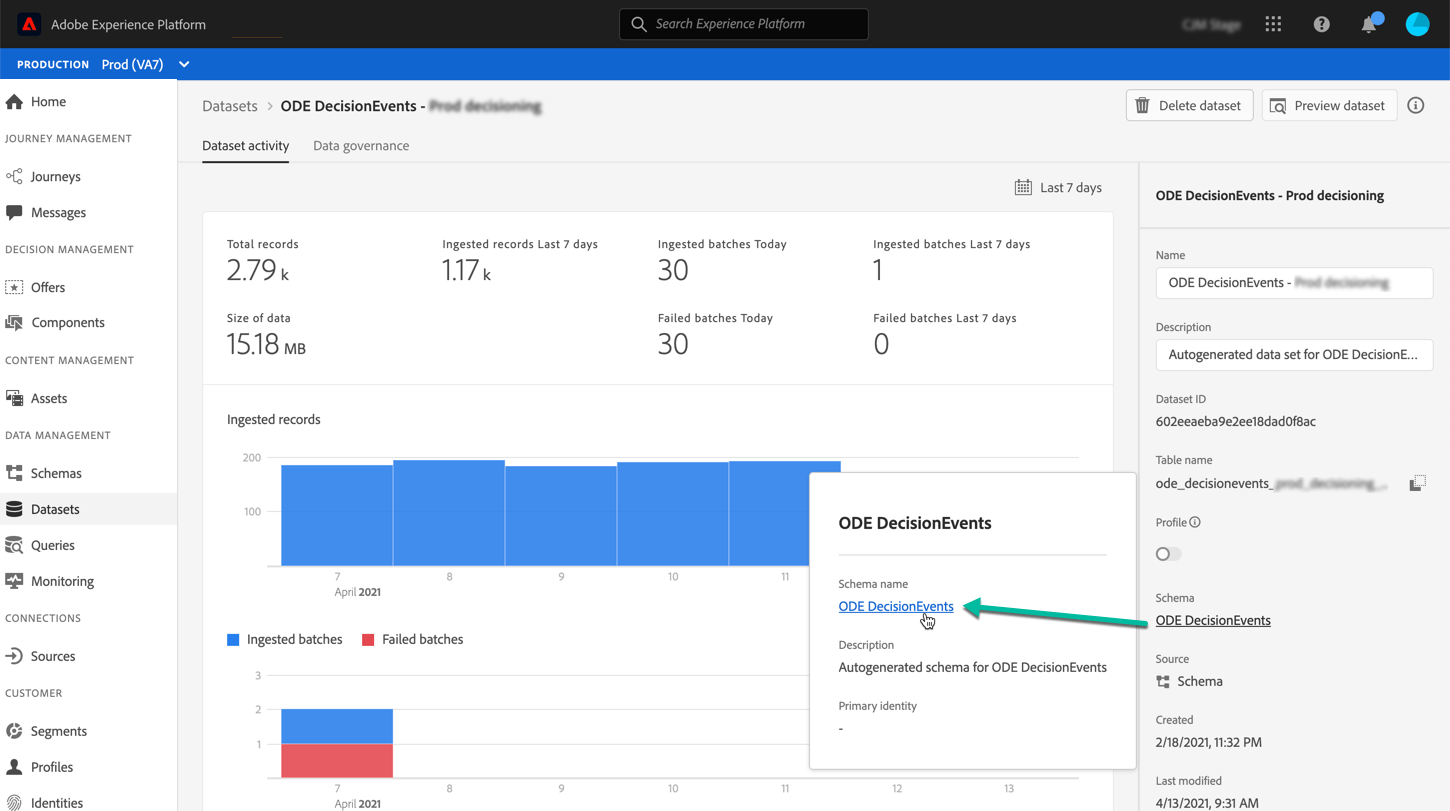 Adobe Experience Platform
Search Experience Platform
PRODUCTION Prod (VA7)
Home
JOURNEY MANAGEMENT
Journeys
Messages
DECISION MANAGEMENT
Offers
Components
CONTENT MANAGEMENT
Assets
DATA MANAGEMENT
Schemas
Datasets
Queries
Monitoring
CONNECTIONS
Sources
CUSTOMER
Segments
Profiles
Identities
Datasets > ODE DecisionEvents -
Delete dataset
Preview dataset
Dataset activity Data governance
Last 7 days
Total records
2.79 k
Ingested records Last 7 days
1.17 k
Ingested batches Today
30
Ingested batches Last 7 days
1
Size of data
15.18 MB
Failed batches Today
30
Failed batches Last 7 days
0
Ingested records
200
100
7 8 9 10 11
April 2021
Ingested batches Failed batches
3
2
1
7 8 9 10 11 12 13
April 2021
ODE DecisionEvents
Schema name
ODE DecisionEvents
Description
Autogenerated schema for ODE DecisionEvents
Primary identity
-
ODE DecisionEvents - Prod decisioning
Name
ODE DecisionEvents -
Description
Autogenerated data set for ODE DecisionE...
Dataset ID
602eeaeba9e2ee18dad0f8ac
Table name
ode_decisionevents_
Profile
Schema
ODE DecisionEvents
Source
Schema
Created
2/18/2021, 11:32 PM
Last modified
4/13/2021, 9:31 AM